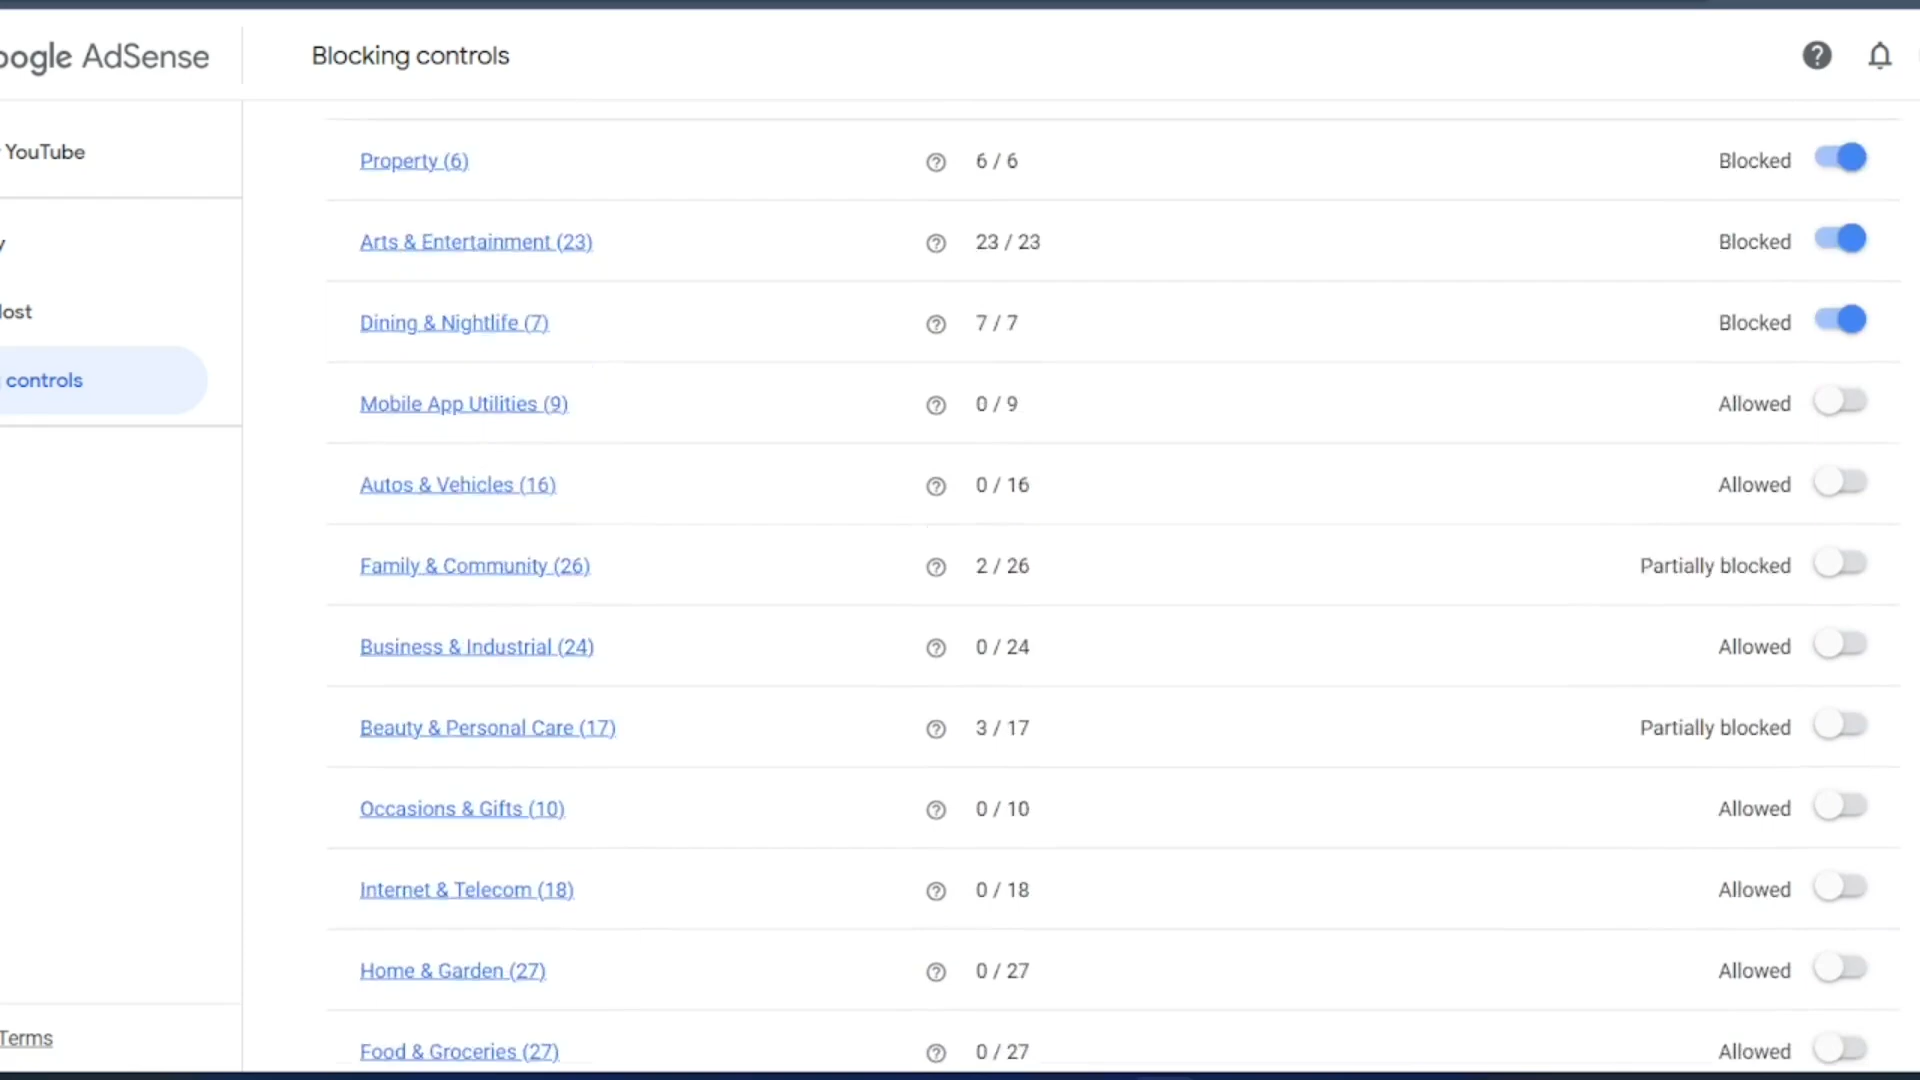 oogle AdSense
Blocking controls
YouTube
y
Host
controls
Terms
Property (6) 6 / 6 Blocked
Arts & Entertainment (23) 23 / 23 Blocked
Dining & Nightlife (7) 7 / 7 Blocked
Mobile App Utilities (9) 0 / 9 Allowed
Autos & Vehicles (16) 0 / 16 Allowed
Family & Community (26) 2 / 26 Partially blocked
Business & Industrial (24) 0 / 24 Allowed
Beauty & Personal Care (17) 3 / 17 Partially blocked
Occasions & Gifts (10) 0 / 10 Allowed
Internet & Telecom (18) 0 / 18 Allowed
Home & Garden (27) 0 / 27 Allowed
Food & Groceries (27) 0 / 27 Allowed